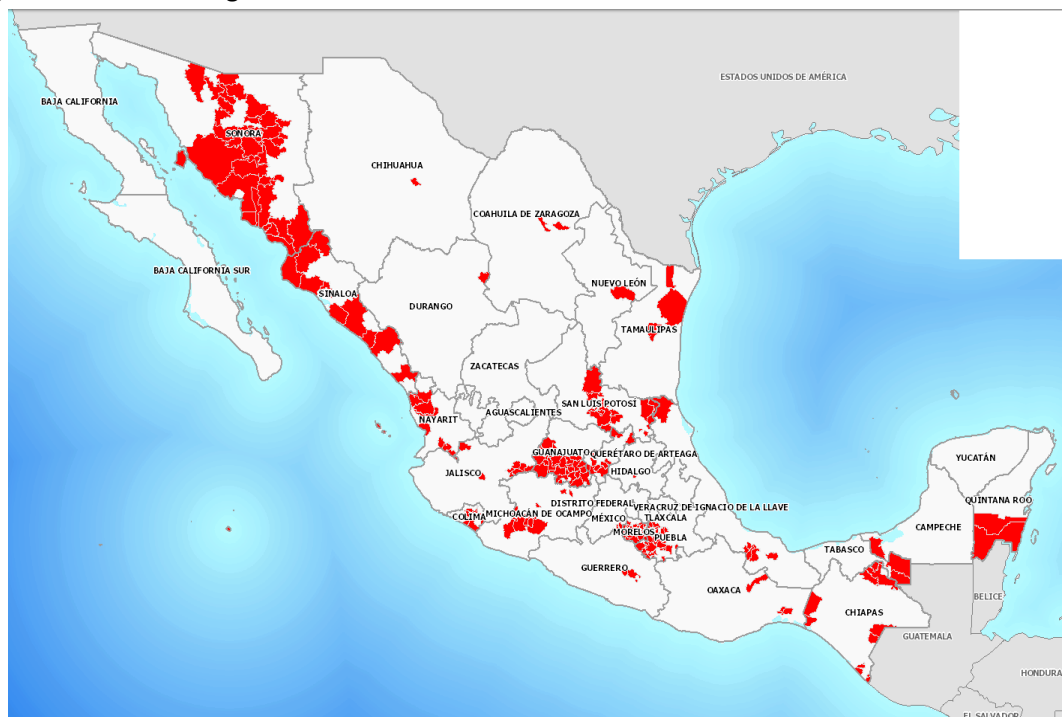 ESTADOS UNIDOS DE AMÉRICA
BAJA CALIFORNIA
SONORA
CHIHUAHUA
COAHUILA DE ZARAGOZA
BAJA CALIFORNIA SUR
NUEVO LEÓN
SINALOA
DURANGO
TAMAULIPAS
ZACATECAS
SAN LUIS POTOSÍ
AGUASCALIENTES
NAYARIT
GUANAJUATO
QUERÉTARO DE ARTEAGA
YUCATÁN
JALISCO
HIDALGO
QUINTANA ROO
DISTRITO FEDERAL
VERACRUZ DE IGNACIO DE LA LLAVE
COLIMA
MICHOACÁN DE OCAMPO
MÉXICO
TLAXCALA
CAMPECHE
MORELOS
PUEBLA
TABASCO
GUERRERO
OAXACA
BELICE
CHIAPAS
GUATEMALA
HONDURA
EL SALVADOR